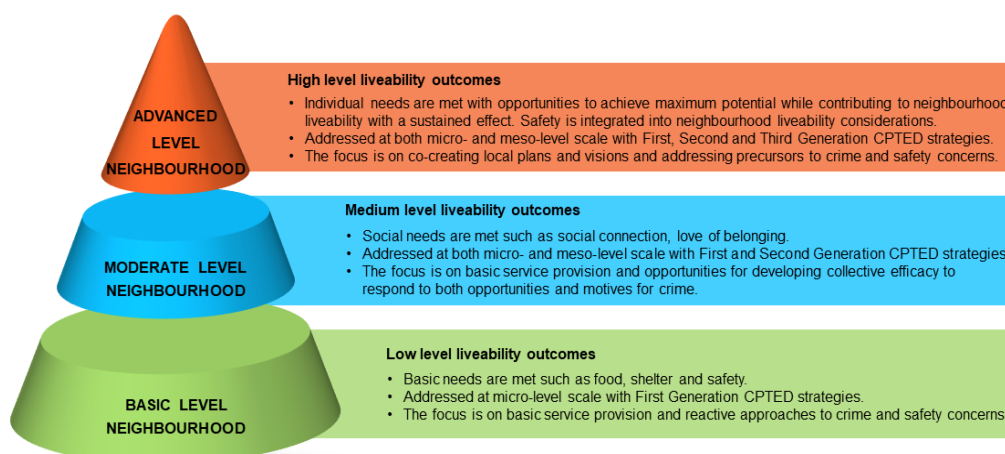 High level liveability outcomes
• Individual needs are met with opportunities to achieve maximum potential while contributing to neighbourhood
liveability with a sustained effect. Safety is integrated into neighbourhood liveability considerations.
• Addressed at both micro- and meso-level scale with First, Second and Third Generation CPTED strategies.
• The focus is on co-creating local plans and visions and addressing precursors to crime and safety concerns.
ADVANCED
LEVEL
NEIGHBOURHOOD
Medium level liveability outcomes
• Social needs are met such as social connection, love of belonging.
• Addressed at both micro- and meso-level scale with First and Second Generation CPTED strategies
• The focus is on basic service provision and opportunities for developing collective efficacy to
respond to both opportunities and motives for crime.
MODERATE LEVEL
NEIGHBOURHOOD
Low level liveability outcomes
• Basic needs are met such as food, shelter and safety.
• Addressed at micro-level scale with First Generation CPTED strategies.
• The focus is on basic service provision and reactive approaches to crime and safety concerns
BASIC LEVEL
NEIGHBOURHOOD